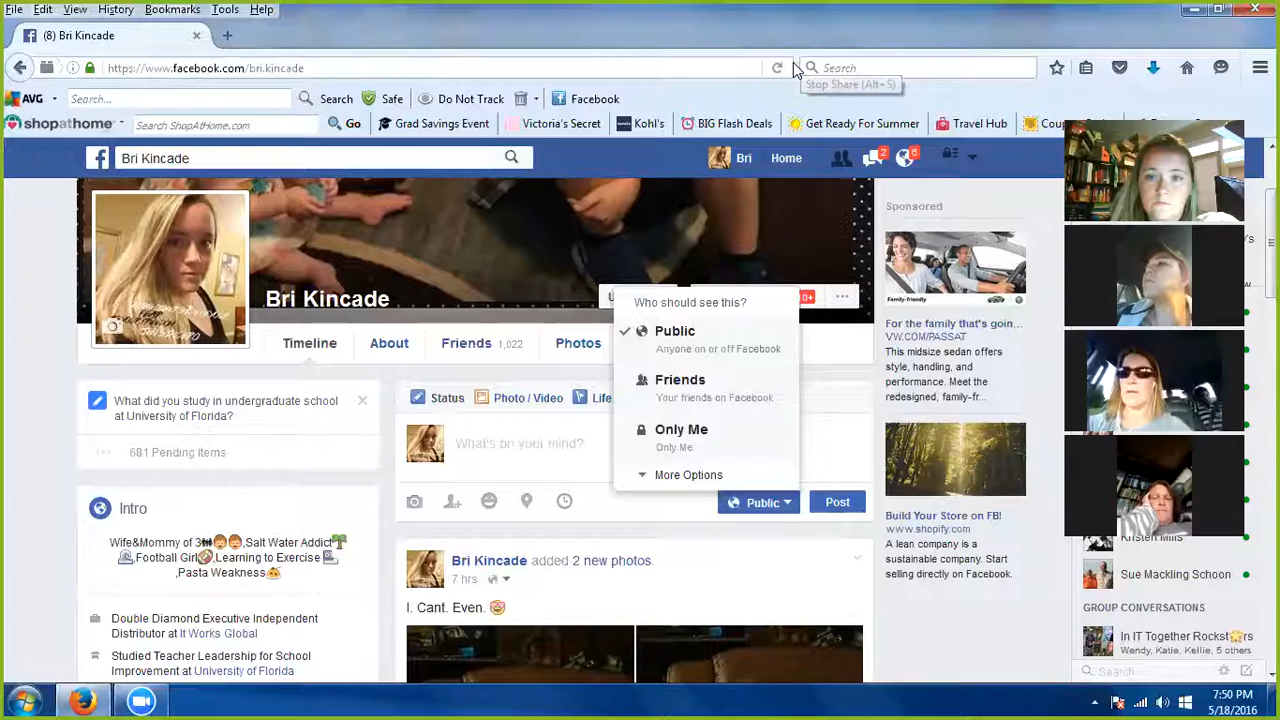 File Edit View History Bookmarks Tools Help
(8) Bri Kincade
https://www.facebook.com/bri.kincade
Search
Stop Share (Alt+S)
AVG Search... Search Safe Do Not Track Facebook
shopathome Search ShopAtHome.com Go Grad Savings Event Victoria's Secret Kohl's BIG Flash Deals Get Ready For Summer Travel Hub
Bri Kincade
Bri Home 2 6
Bri Kincade
Timeline About Friends 1,022 Photos
Who should see this?
Public
Anyone on or off Facebook
Friends
Your friends on Facebook
Only Me
Only Me
More Options
What did you study in undergraduate school
at University of Florida?
681 Pending items
Intro
Wife&Mommy of 3
,Salt Water Addict
,Football Girl ,Learning to Exercise
,Pasta Weakness
Double Diamond Executive Independent
Distributor at It Works Global
Studied Teacher Leadership for School
Improvement at University of Florida
Status Photo / Video
What's on your mind?
Public Post
Bri Kincade added 2 new photos
7 hrs
I. Cant. Even.
Sponsored
Family-friendly
For the family that's goin...
VW.COM/PASSAT
This midsize sedan offers
style, handling, and
performance. Meet the
redesigned, family-fr...
Build Your Store on FB!
www.shopify.com
A lean company is a
sustainable company. Start
selling directly on Facebook.
Kristen Mills
Sue Mackling Schoon
GROUP CONVERSATIONS
In IT Together Rockst
Wendy, Katie, Kellie, 5 others
Search...
7:50 PM
5/18/2016